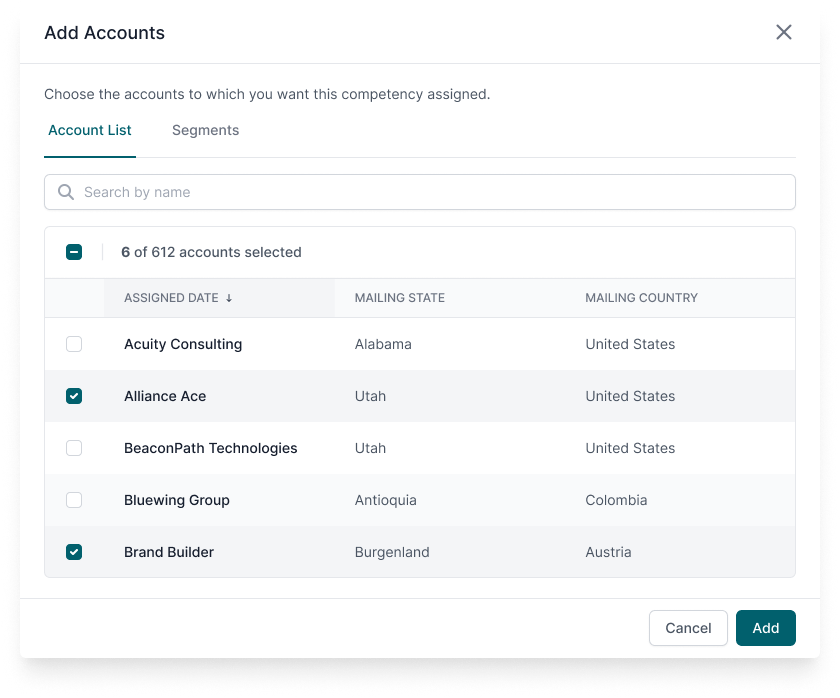 Add Accounts
Choose the accounts to which you want this competency assigned.
Account List Segments
Search by name
6 of 612 accounts selected
ASSIGNED DATE ↓ MAILING STATE MAILING COUNTRY
Acuity Consulting Alabama United States
Alliance Ace Utah United States
BeaconPath Technologies Utah United States
Bluewing Group Antioquia Colombia
Brand Builder Burgenland Austria
Cancel Add